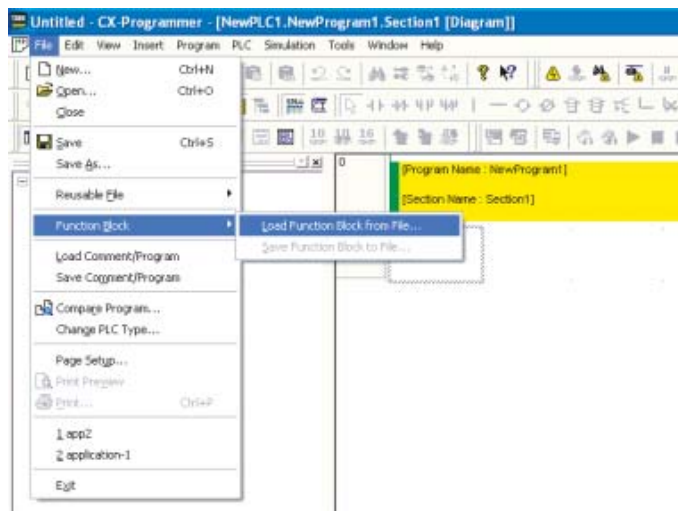 Untitled - CX-Programmer - [NewPLC1.NewProgram1.Section1 [Diagram]]
File Edit View Insert Program PLC Simulation Tools Window Help
New... Ctrl+N
Open... Ctrl+O
Close
Save Ctrl+S
Save As...
Reusable File
Function Block
Load Function Block from File...
Save Function Block to File...
Load Comment/Program
Save Comment/Program
Compare Program...
Change PLC Type...
Page Setup...
Print Preview
Print... Ctrl+P
1 app2
2 application-1
Exit
10 16
0
[Program Name : NewProgram1]
[Section Name : Section1]